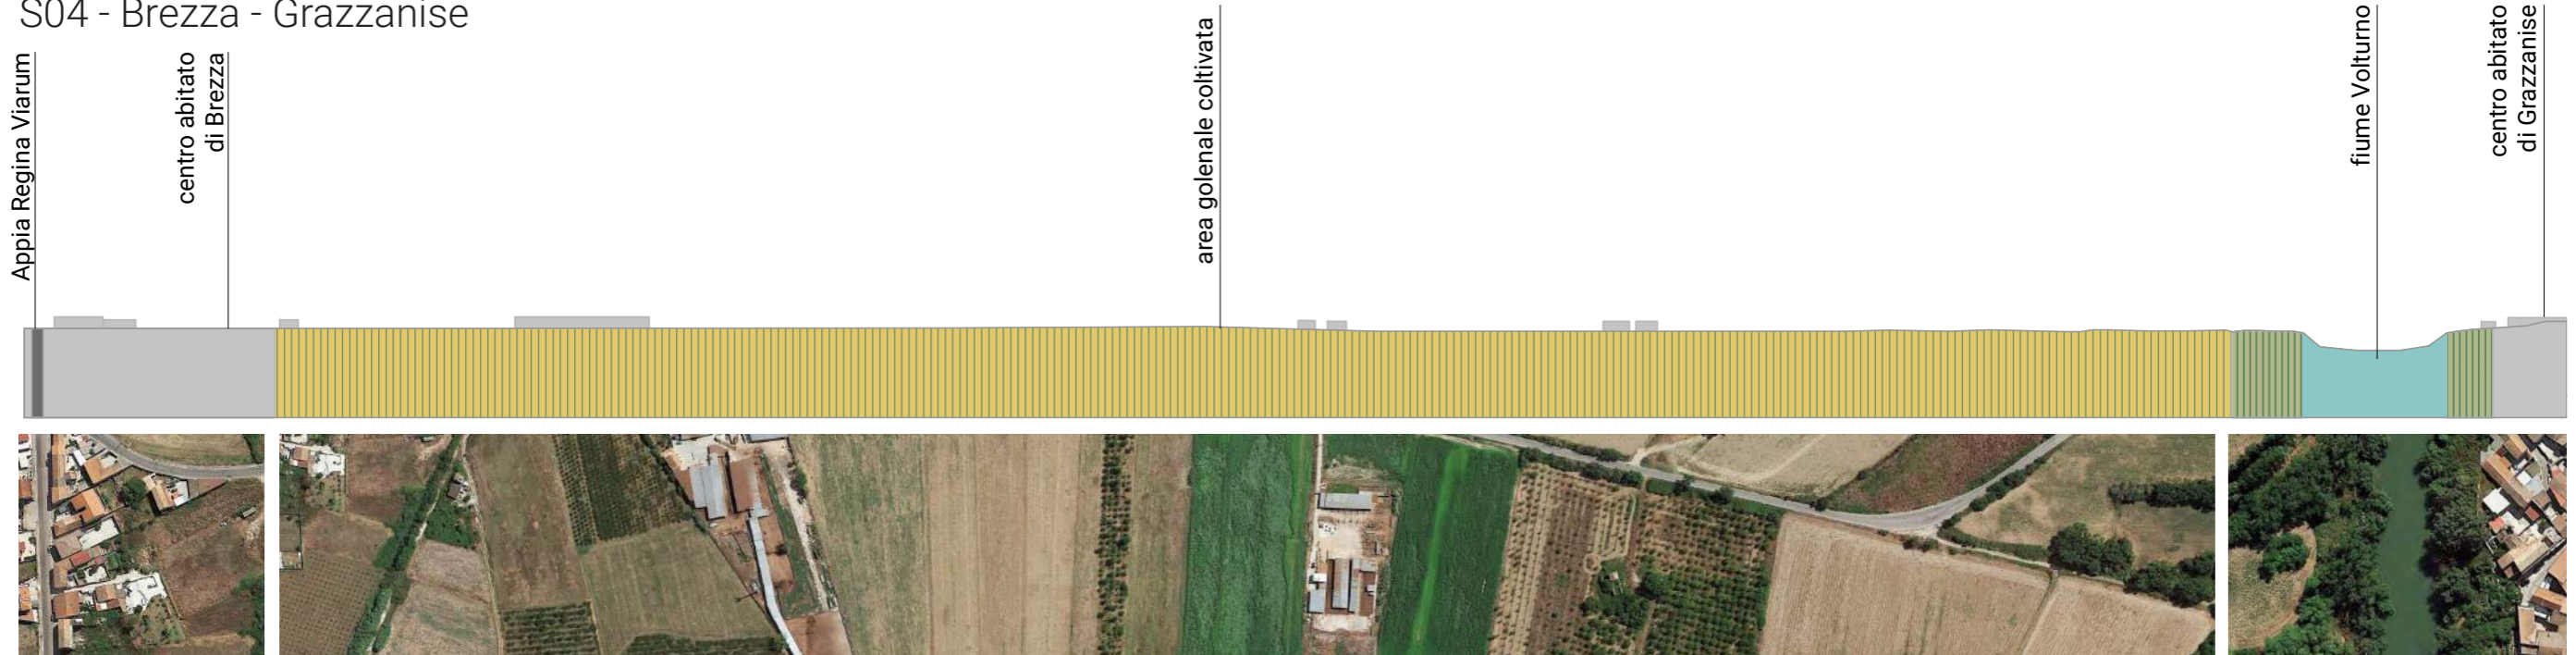 S04 - Brezza - Grazzanise
Appia Regina Viarum
centro abitato
di Brezza
area golenale coltivata
fiume Volturno
centro abitato
di Grazzanise